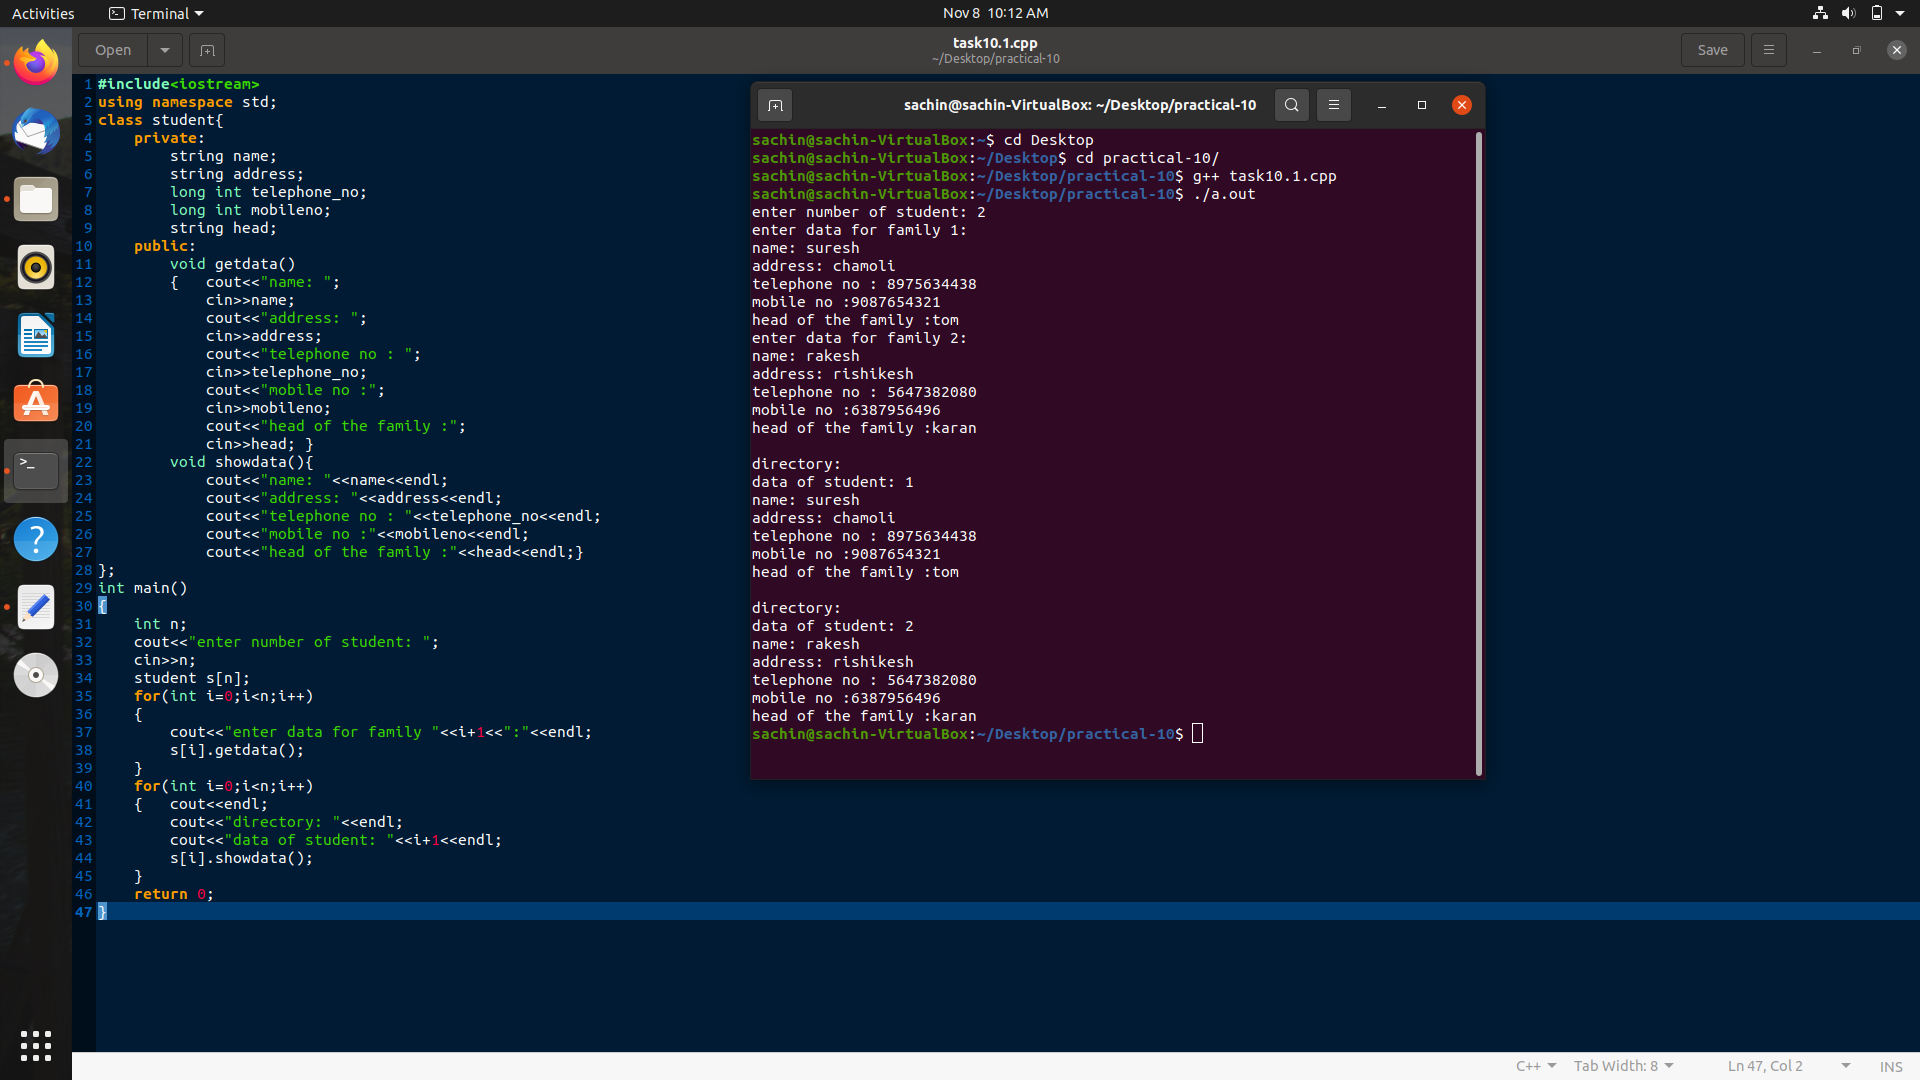 Activities
Terminal
Nov 8 10:12 AM
Open
task10.1.cpp
~/Desktop/practical-10
Save
1 #include<iostream>
2 using namespace std;
3 class student{
4     private:
5         string name;
6         string address;
7         long int telephone_no;
8         long int mobileno;
9         string head;
10     public:
11         void getdata()
12         {   cout<<"name: ";
13             cin>>name;
14             cout<<"address: ";
15             cin>>address;
16             cout<<"telephone no : ";
17             cin>>telephone_no;
18             cout<<"mobile no :";
19             cin>>mobileno;
20             cout<<"head of the family :";
21             cin>>head; }
22         void showdata(){
23             cout<<"name: "<<name<<endl;
24             cout<<"address: "<<address<<endl;
25             cout<<"telephone no : "<<telephone_no<<endl;
26             cout<<"mobile no :"<<mobileno<<endl;
27             cout<<"head of the family :"<<head<<endl;}
28 };
29 int main()
30 {
31     int n;
32     cout<<"enter number of student: ";
33     cin>>n;
34     student s[n];
35     for(int i=0;i<n;i++)
36     {
37         cout<<"enter data for family "<<i+1<<":"<<endl;
38         s[i].getdata();
39     }
40     for(int i=0;i<n;i++)
41     {   cout<<endl;
42         cout<<"directory: "<<endl;
43         cout<<"data of student: "<<i+1<<endl;
44         s[i].showdata();
45     }
46     return 0;
47 }
sachin@sachin-VirtualBox: ~/Desktop/practical-10
sachin@sachin-VirtualBox:~$ cd Desktop
sachin@sachin-VirtualBox:~/Desktop$ cd practical-10/
sachin@sachin-VirtualBox:~/Desktop/practical-10$ g++ task10.1.cpp
sachin@sachin-VirtualBox:~/Desktop/practical-10$ ./a.out
enter number of student: 2
enter data for family 1:
name: suresh
address: chamoli
telephone no : 8975634438
mobile no :9087654321
head of the family :tom
enter data for family 2:
name: rakesh
address: rishikesh
telephone no : 5647382080
mobile no :6387956496
head of the family :karan
directory:
data of student: 1
name: suresh
address: chamoli
telephone no : 8975634438
mobile no :9087654321
head of the family :tom
directory:
data of student: 2
name: rakesh
address: rishikesh
telephone no : 5647382080
mobile no :6387956496
head of the family :karan
sachin@sachin-VirtualBox:~/Desktop/practical-10$
C++
Tab Width: 8
Ln 47, Col 2
INS